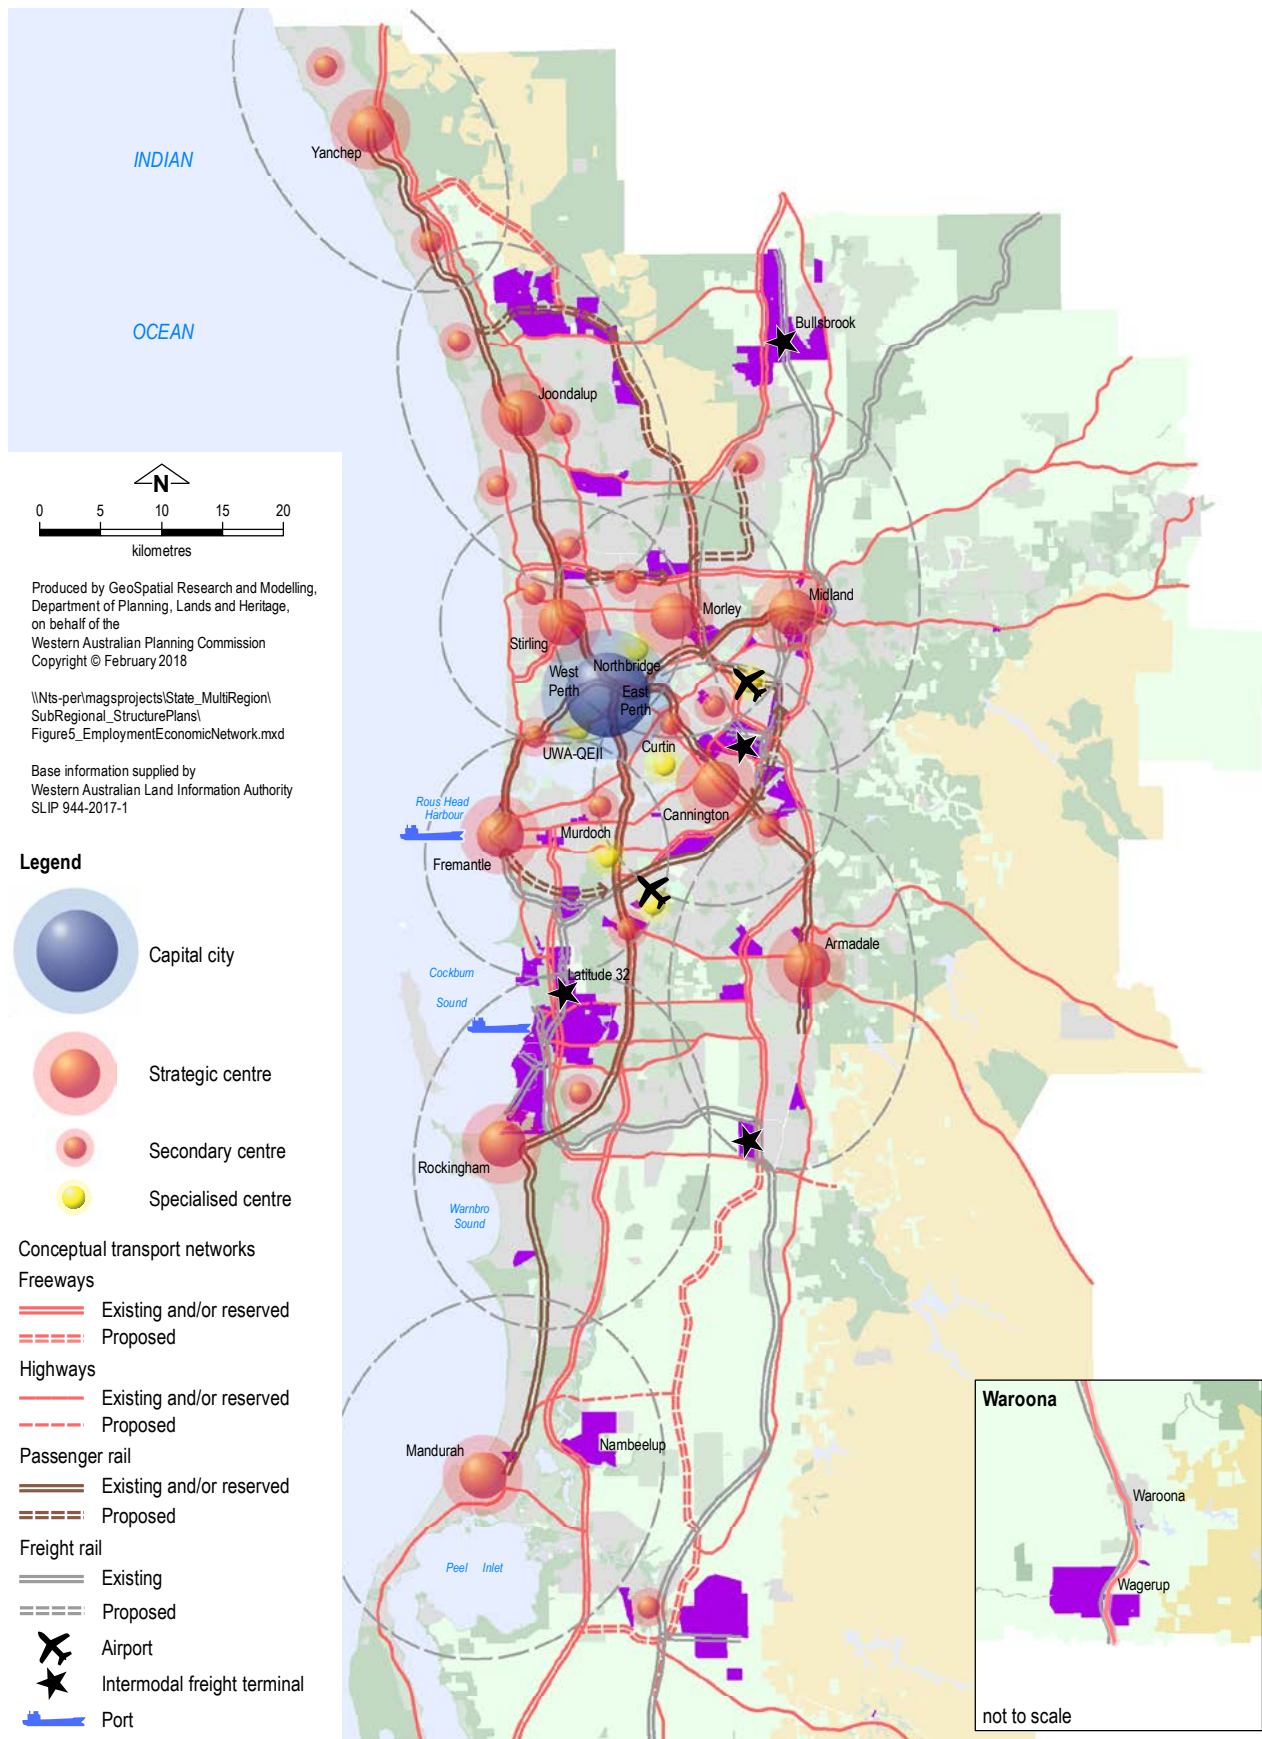 INDIAN
OCEAN
Yanchep
Bullsbrook
Joondalup
N
0 5 10 15 20
kilometres
Produced by GeoSpatial Research and Modelling,
Department of Planning, Lands and Heritage,
on behalf of the
Western Australian Planning Commission
Copyright © February 2018
\\Nts-per\magsprojects\State_MultiRegion\
SubRegional_StructurePlans\
Figure5_EmploymentEconomicNetwork.mxd
Base information supplied by
Western Australian Land Information Authority
SLIP 944-2017-1
Midland
Morley
Stirling
Northbridge
West
Perth
East
Perth
UWA-QEII
Curtin
Cannington
Rous Head
Harbour
Murdoch
Fremantle
Armadale
Latitude 32
Cockburn
Sound
Rockingham
Warnbro
Sound
Mandurah
Nambeelup
Peel Inlet
Legend
Capital city
Strategic centre
Secondary centre
Specialised centre
Conceptual transport networks
Freeways
Existing and/or reserved
Proposed
Highways
Existing and/or reserved
Proposed
Passenger rail
Existing and/or reserved
Proposed
Freight rail
Existing
Proposed
Airport
Intermodal freight terminal
Port
Waroona
Waroona
Wagerup
not to scale